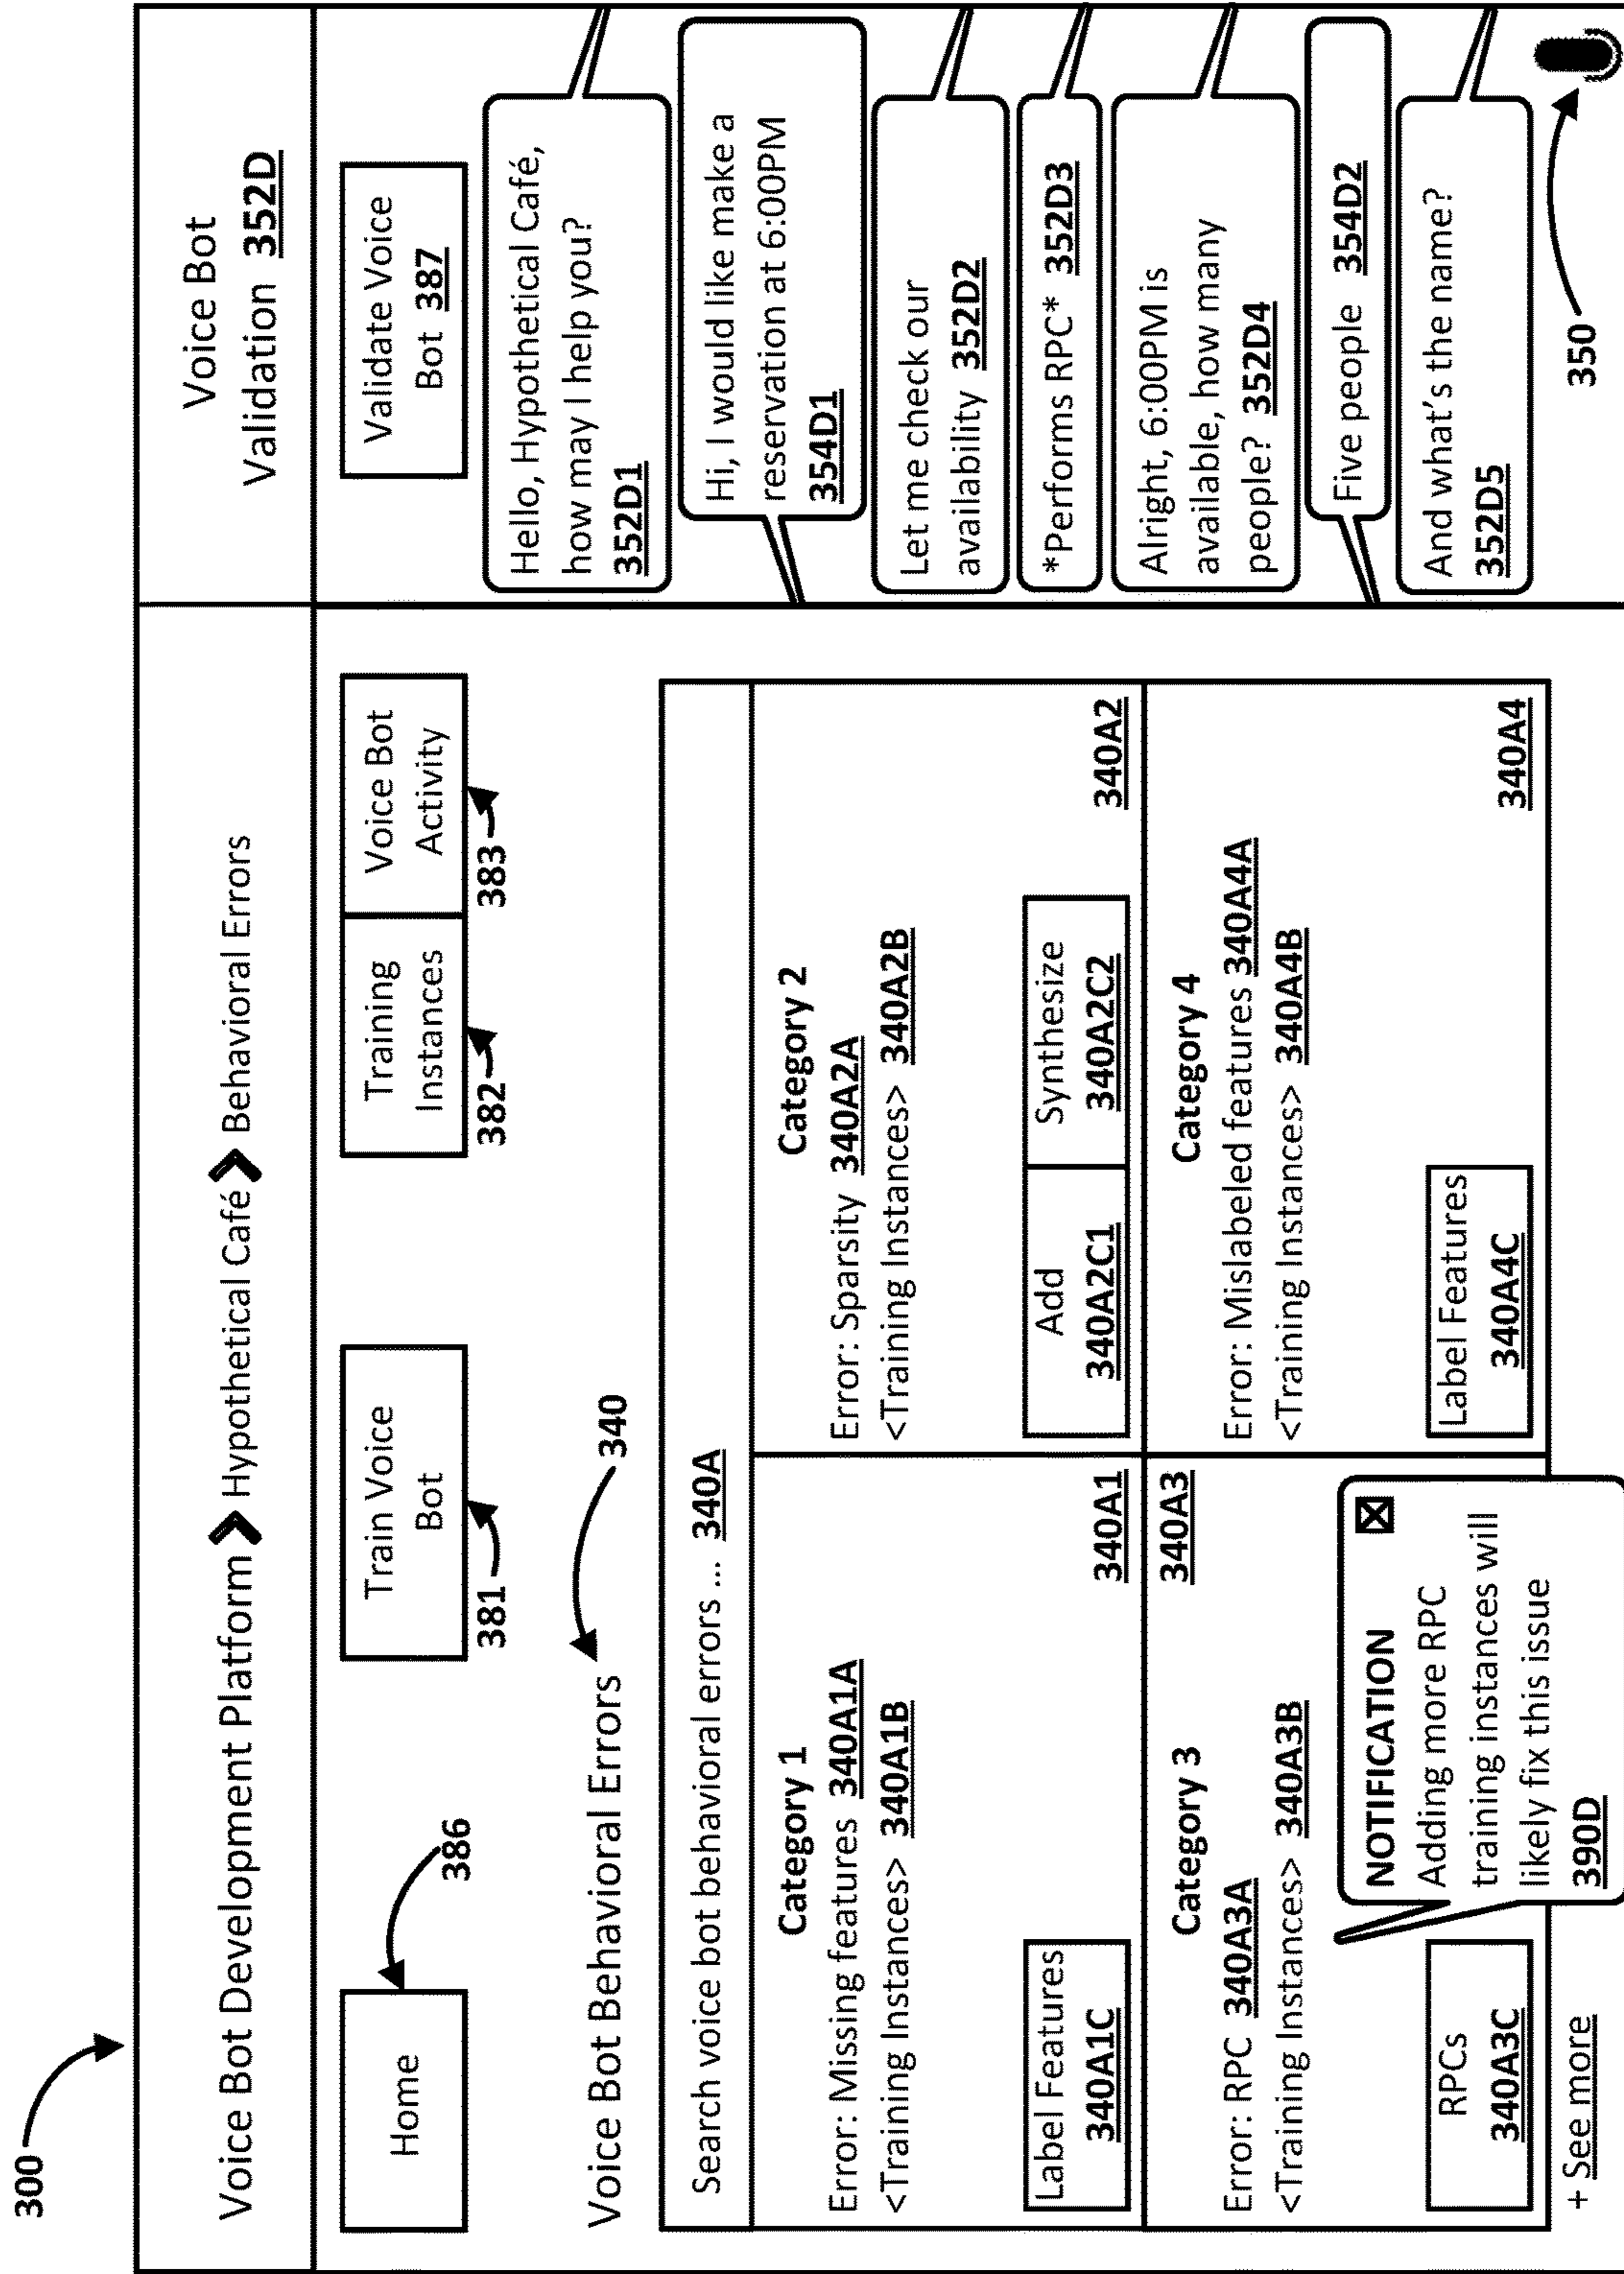 300
Voice Bot Development Platform ❯ Hypothetical Café ❯ Behavioral Errors
Home
386
Train Voice
Bot
381
Training
Instances
382
Voice Bot
Activity
383
Voice Bot Behavioral Errors
340
Search voice bot behavioral errors ... 340A
Category 1
Error: Missing features 340A1A
<Training Instances> 340A1B
Label Features
340A1C
340A1
Category 2
Error: Sparsity 340A2A
<Training Instances> 340A2B
Add
340A2C1
Synthesize
340A2C2
340A2
340A3
Category 3
Error: RPC 340A3A
<Training Instances> 340A3B
RPCs
340A3C
NOTIFICATION
Adding more RPC
training instances will
likely fix this issue
390D
Category 4
Error: Mislabeled features 340A4A
<Training Instances> 340A4B
Label Features
340A4C
340A4
+ See more
Voice Bot
Validation 352D
Validate Voice
Bot 387
Hello, Hypothetical Café,
how may I help you?
352D1
Hi, I would like make a
reservation at 6:00PM
354D1
Let me check our
availability 352D2
*Performs RPC* 352D3
Alright, 6:00PM is
available, how many
people? 352D4
Five people 354D2
And what's the name?
352D5
350